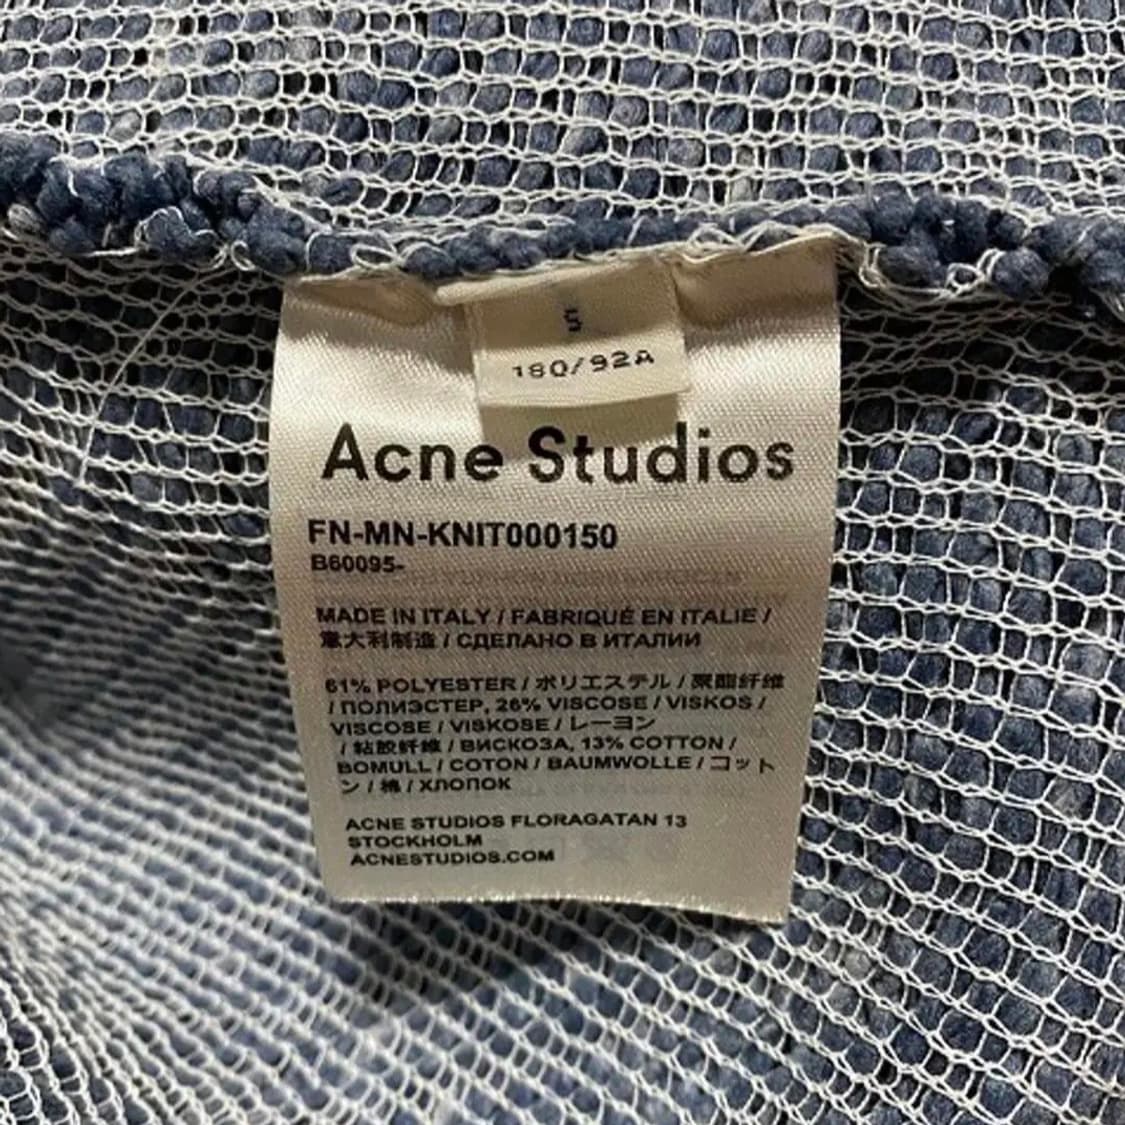 S
180/92A
Acne Studios
FN-MN-KNIT000150
B60095-
MADE IN ITALY / FABRIQUÉ EN ITALIE /
意大利制造 / СДЕЛАНО В ИТАЛИИ
61% POLYESTER / ポリエステル / 聚酯纤维
/ ПОЛИЭСТЕР, 26% VISCOSE / VISKOS /
VISCOSE / VISKOSE / レーヨン
/ 粘胶纤维 / ВИСКОЗА, 13% COTTON /
BOMULL / COTON / BAUMWOLLE / コット
ン / 棉 / ХЛОПОК
ACNE STUDIOS FLORAGATAN 13
STOCKHOLM
ACNESTUDIOS.COM